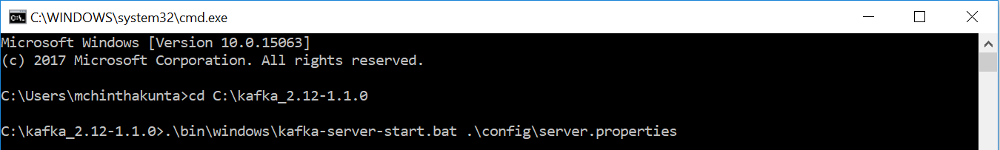 C:\WINDOWS\system32\cmd.exe
Microsoft Windows [Version 10.0.15063]
(c) 2017 Microsoft Corporation. All rights reserved.
C:\Users\mchinthakunta>cd C:\kafka_2.12-1.1.0
C:\kafka_2.12-1.1.0>.\bin\windows\kafka-server-start.bat .\config\server.properties